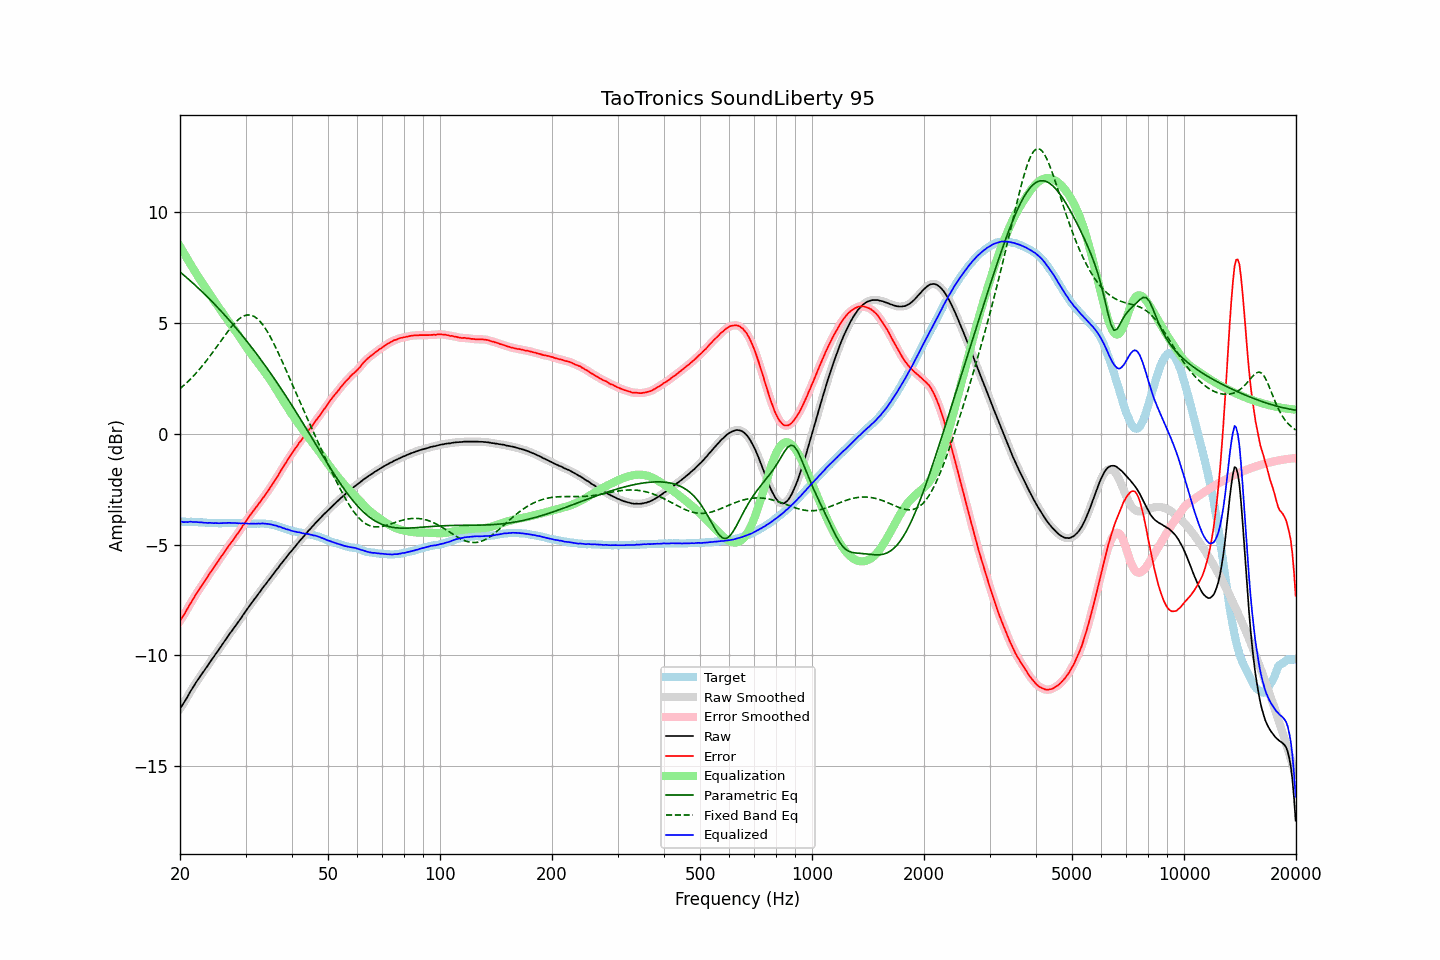 TaoTronics SoundLiberty 95
Amplitude (dBr)
10
5
0
−5
−10
−15
Target
Raw Smoothed
Error Smoothed
Raw
Error
Equalization
Parametric Eq
Fixed Band Eq
Equalized
20 50 100 200 500 1000 2000 5000 10000 20000
Frequency (Hz)